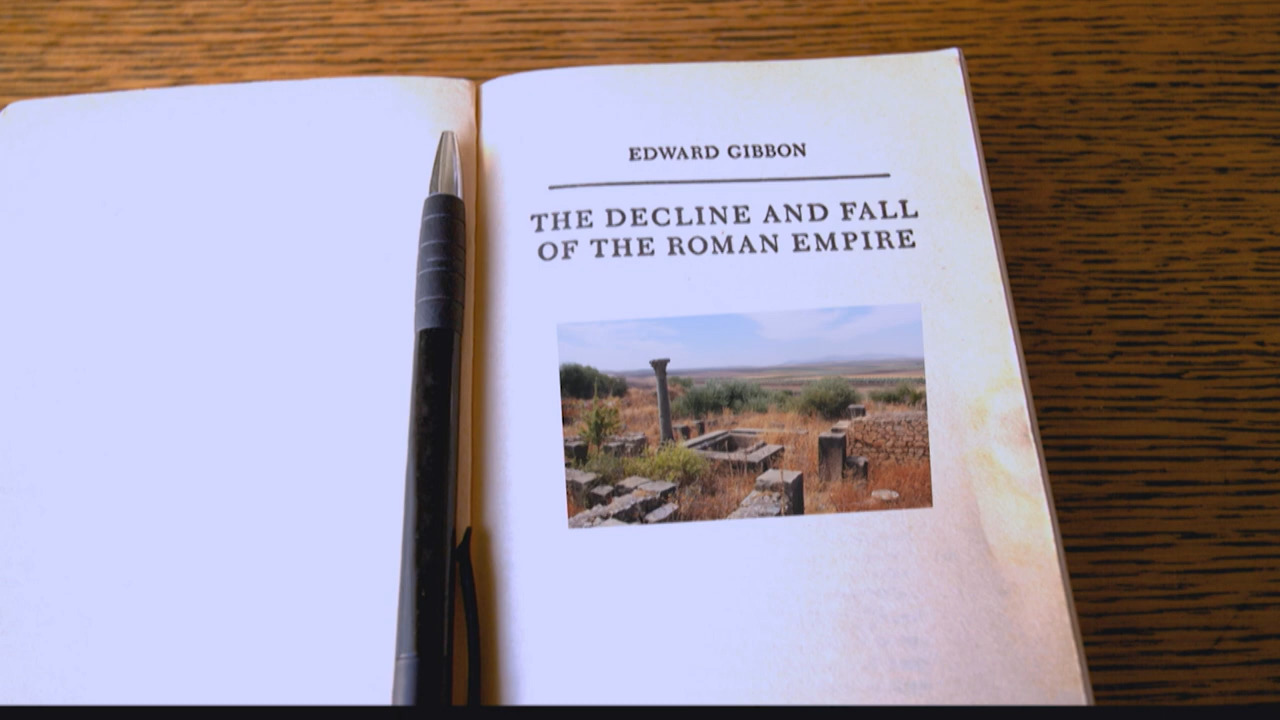 EDWARD GIBBON
THE DECLINE AND FALL
OF THE ROMAN EMPIRE